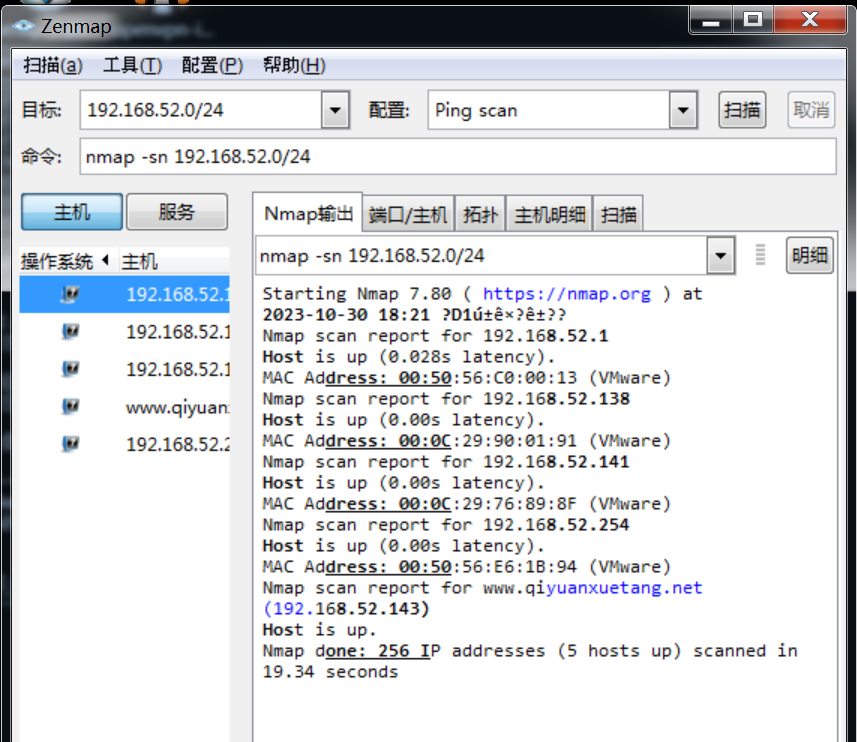 Zenmap
扫描(a) 工具(T) 配置(P) 帮助(H)
目标: 192.168.52.0/24 配置: Ping scan 扫描 取消
命令: nmap -sn 192.168.52.0/24
主机 服务
操作系统 主机
192.168.52.1
192.168.52.1
192.168.52.1
www.qiyuan
192.168.52.2
Nmap输出 端口/主机 拓扑 主机明细 扫描
nmap -sn 192.168.52.0/24 明细
Starting Nmap 7.80 ( https://nmap.org ) at
2023-10-30 18:21 ?D1ú±ê×?ê±??
Nmap scan report for 192.168.52.1
Host is up (0.028s latency).
MAC Address: 00:50:56:C0:00:13 (VMware)
Nmap scan report for 192.168.52.138
Host is up (0.00s latency).
MAC Address: 00:0C:29:90:01:91 (VMware)
Nmap scan report for 192.168.52.141
Host is up (0.00s latency).
MAC Address: 00:0C:29:76:89:8F (VMware)
Nmap scan report for 192.168.52.254
Host is up (0.00s latency).
MAC Address: 00:50:56:E6:1B:94 (VMware)
Nmap scan report for www.qiyuanxuetang.net
(192.168.52.143)
Host is up.
Nmap done: 256 IP addresses (5 hosts up) scanned in
19.34 seconds